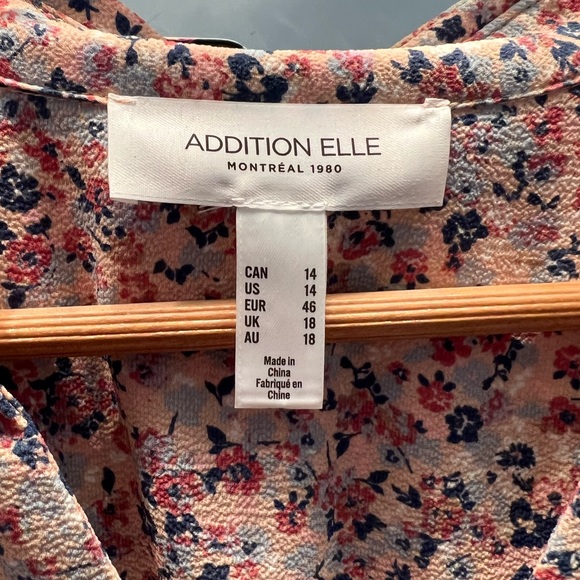 ADDITION ELLE
MONTRÉAL 1980
CAN 14
US 14
EUR 46
UK 18
AU 18
Made in
China
Fabriqué en
Chine